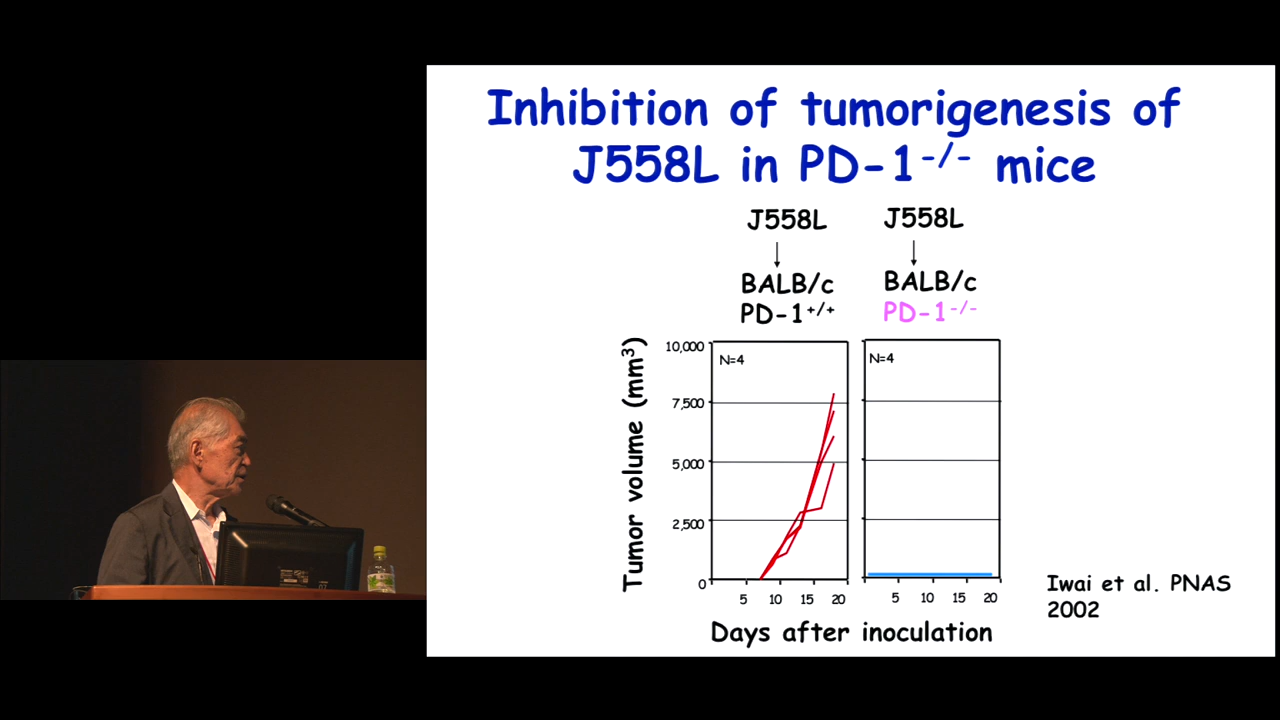 Inhibition of tumorigenesis of
J558L in PD-1-/- mice
J558L
J558L
BALB/c
PD-1+/+
BALB/c
PD-1-/-
Tumor volume (mm3)
10,000
7,500
5,000
2,500
0
N=4
N=4
5 10 15 20
5 10 15 20
Days after inoculation
Iwai et al. PNAS
2002